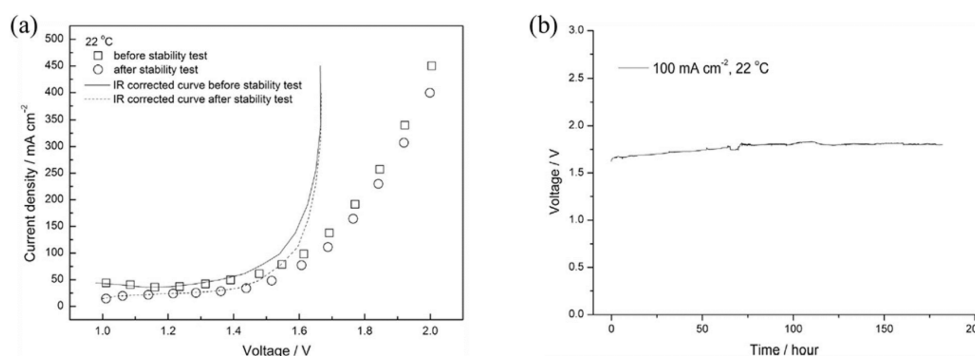 (a)
22 °C
before stability test
after stability test
IR corrected curve before stability test
IR corrected curve after stability test
Current density / mA cm-2
500
450
400
350
300
250
200
150
100
50
0
1.0 1.2 1.4 1.6 1.8 2.0
Voltage / V
(b)
100 mA cm-2, 22 °C
Voltage / V
3.0
2.5
2.0
1.5
1.0
0.5
0.0
0 50 100 150 200
Time / hour